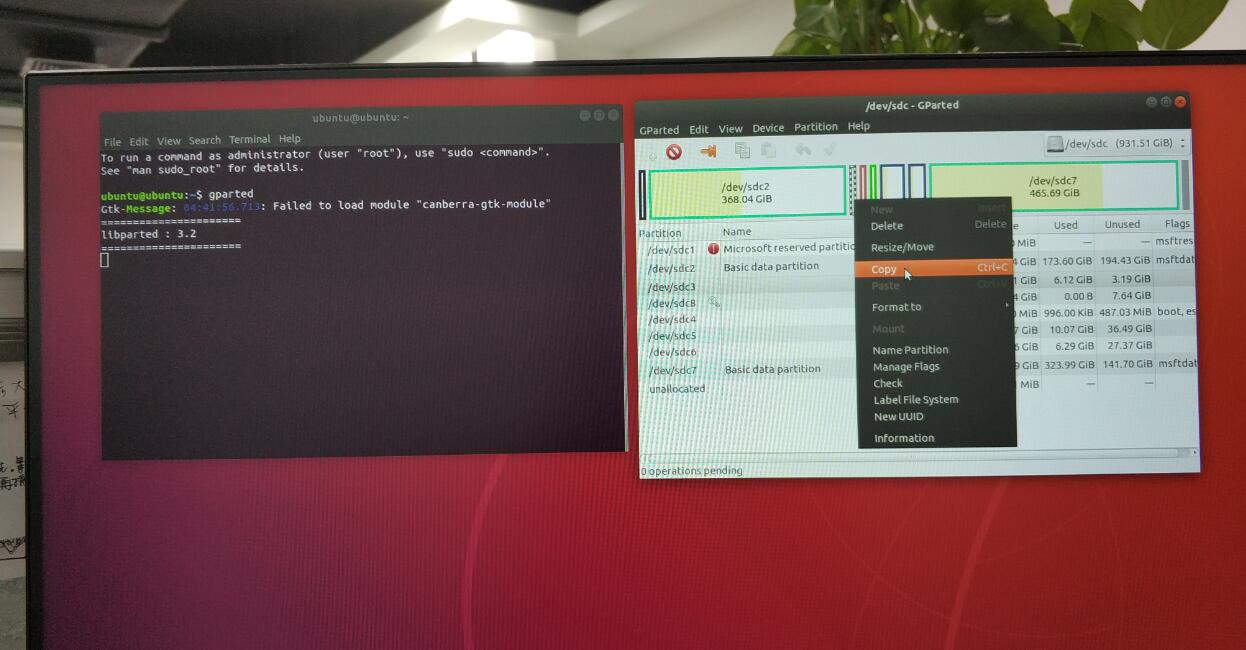 ubuntu@ubuntu: ~
File Edit View Search Terminal Help
To run a command as administrator (user "root"), use "sudo <command>".
See "man sudo_root" for details.
ubuntu@ubuntu:~$ gparted
Gtk-Message: 04:41:56.713: Failed to load module "canberra-gtk-module"
======================
libparted : 3.2
======================
/dev/sdc - GParted
GParted Edit View Device Partition Help
/dev/sdc (931.51 GiB)
/dev/sdc2
368.04 GiB
/dev/sdc7
465.69 GiB
Partition Name Used Unused Flags
/dev/sdc1 Microsoft reserved partitio MiB — — msftres
/dev/sdc2 Basic data partition GiB 173.60 GiB 194.43 GiB msftdat
/dev/sdc3 GiB 6.12 GiB 3.19 GiB
/dev/sdc8 GiB 0.00 B 7.64 GiB
/dev/sdc4 MiB 996.00 KiB 487.03 MiB boot, es
/dev/sdc5 GiB 10.07 GiB 36.49 GiB
/dev/sdc6 GiB 6.29 GiB 27.37 GiB
/dev/sdc7 Basic data partition GiB 323.99 GiB 141.70 GiB msftdat
unallocated MiB — —
New Insert
Delete Delete
Resize/Move
Copy Ctrl+C
Paste Ctrl+V
Format to
Mount
Name Partition
Manage Flags
Check
Label File System
New UUID
Information
0 operations pending